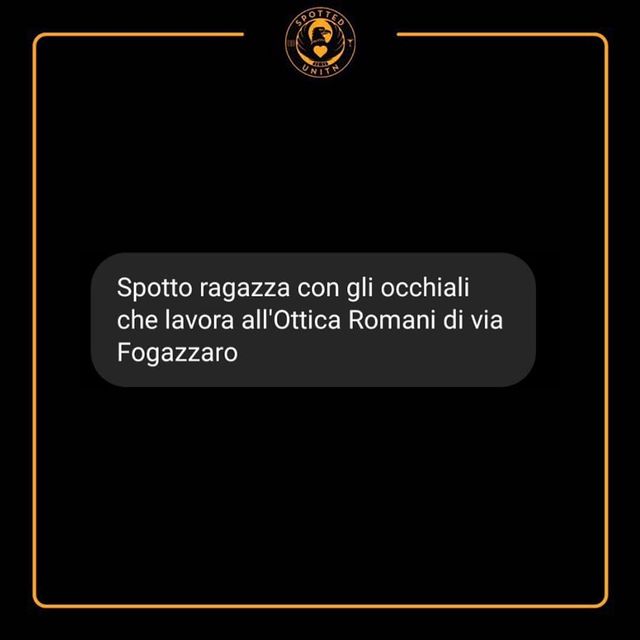 SPOTTED
UNITN
Spotto ragazza con gli occhiali
che lavora all'Ottica Romani di via
Fogazzaro